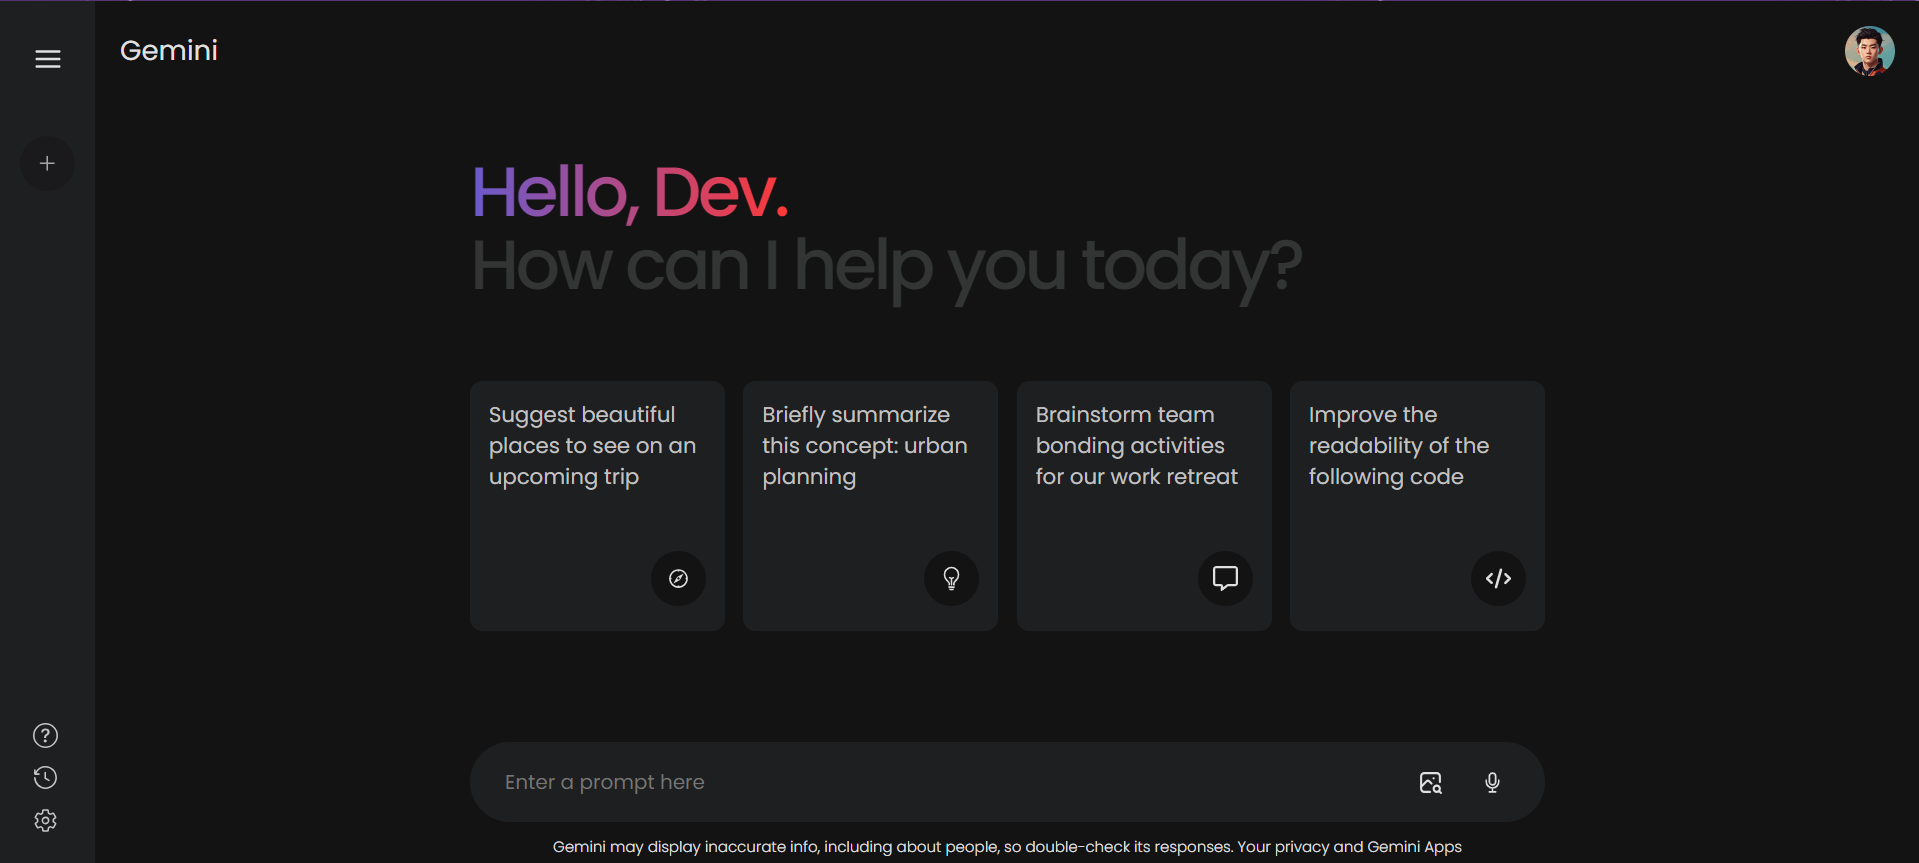 Gemini
Hello, Dev.
How can I help you today?
Suggest beautiful
places to see on an
upcoming trip
Briefly summarize
this concept: urban
planning
Brainstorm team
bonding activities
for our work retreat
Improve the
readability of the
following code
Enter a prompt here
Gemini may display inaccurate info, including about people, so double-check its responses. Your privacy and Gemini Apps